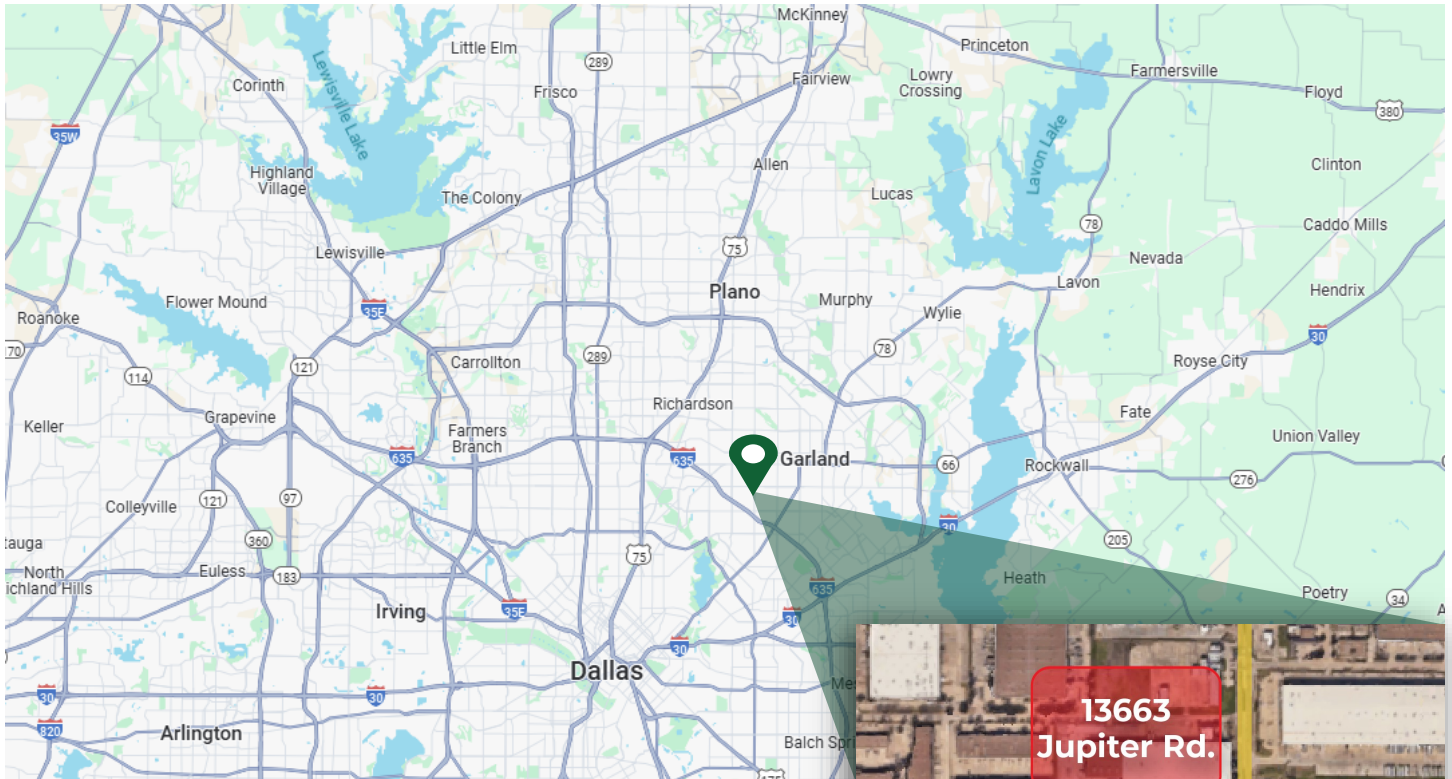 McKinney
Little Elm
289
Princeton
Corinth
Lewisville Lake
Frisco
Fairview
Lowry
Crossing
Farmersville
Floyd
380
35W
Highland
Village
The Colony
Allen
Lucas
Lavon Lake
Clinton
78
Caddo Mills
Lewisville
75
Nevada
Plano
Murphy
Lavon
Hendrix
Flower Mound
35E
Roanoke
Wylie
30
70
121
289
78
Carrollton
Royse City
114
Richardson
Keller
Grapevine
Farmers
Branch
Fate
635
635
Garland
66
Rockwall
Union Valley
276
Colleyville
121
97
30
360
75
205
North
Euless
183
635
Heath
Poetry
34
Irving
35E
30
30
Dallas
30
30
820
Arlington
13663
Jupiter Rd.